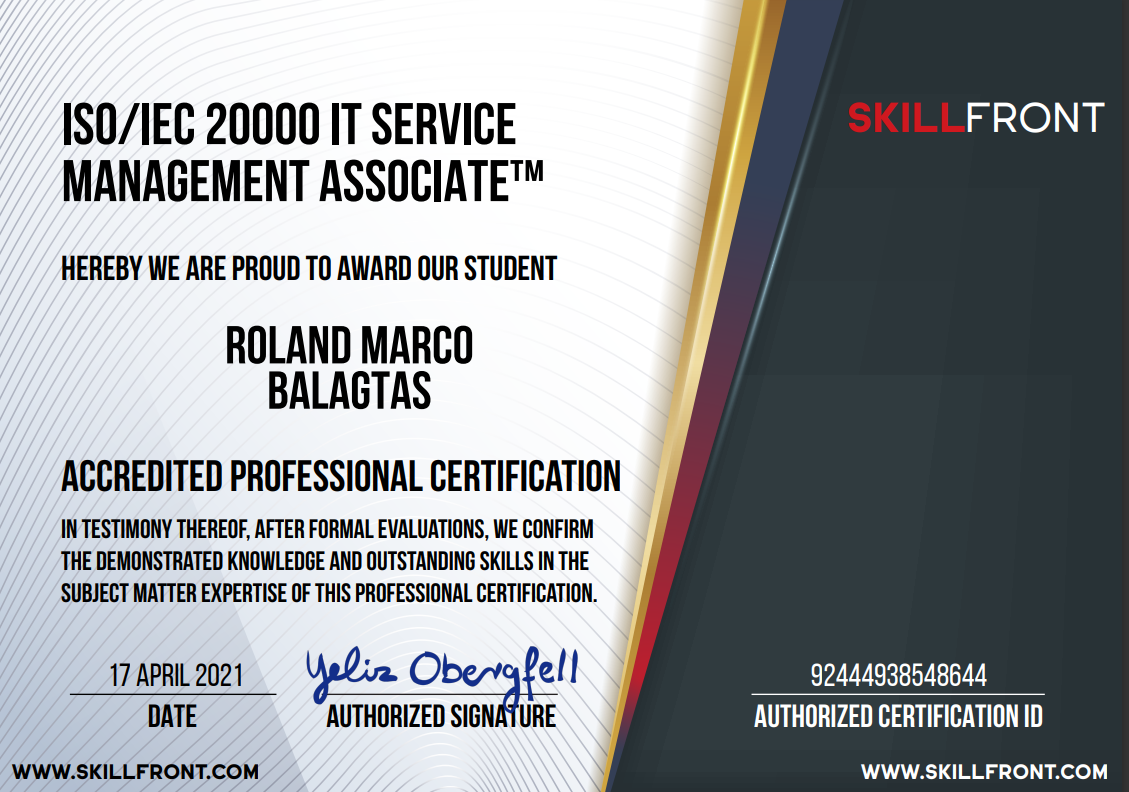 ISO/IEC 20000 IT SERVICE
MANAGEMENT ASSOCIATE™
SKILLFRONT
HEREBY WE ARE PROUD TO AWARD OUR STUDENT
ROLAND MARCO
BALAGTAS
ACCREDITED PROFESSIONAL CERTIFICATION
IN TESTIMONY THEREOF, AFTER FORMAL EVALUATIONS, WE CONFIRM
THE DEMONSTRATED KNOWLEDGE AND OUTSTANDING SKILLS IN THE
SUBJECT MATTER EXPERTISE OF THIS PROFESSIONAL CERTIFICATION.
17 APRIL 2021
DATE
Yeliz Obergfell
AUTHORIZED SIGNATURE
92444938548644
AUTHORIZED CERTIFICATION ID
WWW.SKILLFRONT.COM
WWW.SKILLFRONT.COM